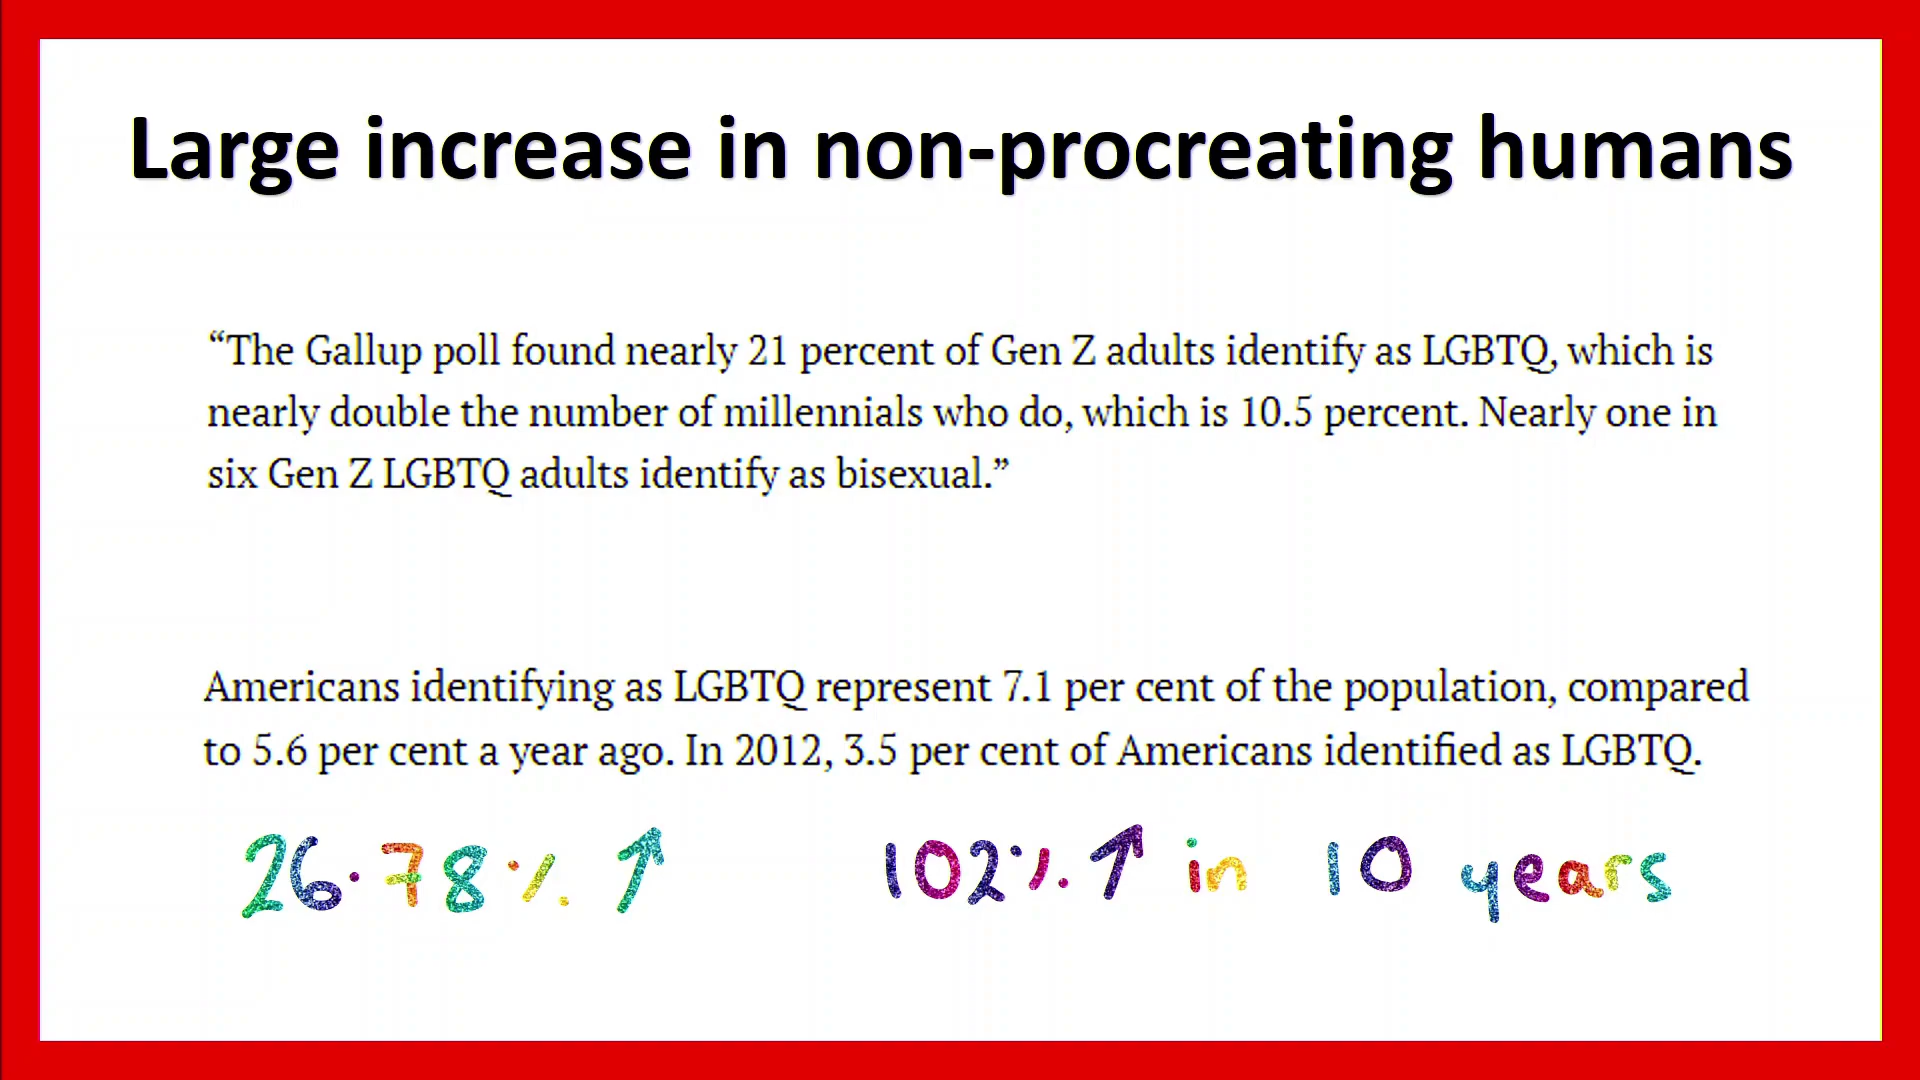 Large increase in non-procreating humans
“The Gallup poll found nearly 21 percent of Gen Z adults identify as LGBTQ, which is
nearly double the number of millennials who do, which is 10.5 percent. Nearly one in
six Gen Z LGBTQ adults identify as bisexual.”
Americans identifying as LGBTQ represent 7.1 per cent of the population, compared
to 5.6 per cent a year ago. In 2012, 3.5 per cent of Americans identified as LGBTQ.
26.78% ↑ 102% ↑ in 10 years